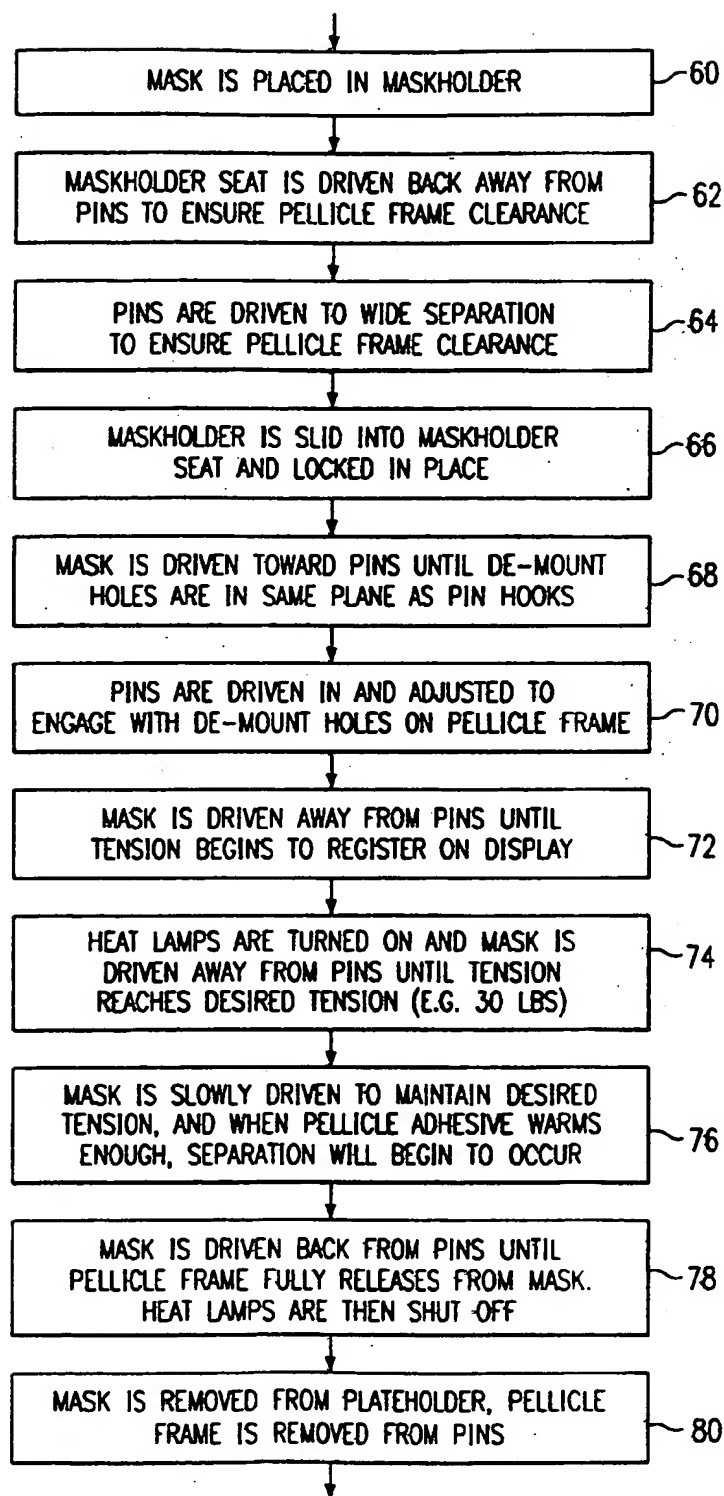 MASK IS PLACED IN MASKHOLDER
60
MASKHOLDER SEAT IS DRIVEN BACK AWAY FROM
PINS TO ENSURE PELLICLE FRAME CLEARANCE
62
PINS ARE DRIVEN TO WIDE SEPARATION
TO ENSURE PELLICLE FRAME CLEARANCE
64
MASKHOLDER IS SLID INTO MASKHOLDER
SEAT AND LOCKED IN PLACE
66
MASK IS DRIVEN TOWARD PINS UNTIL DE-MOUNT
HOLES ARE IN SAME PLANE AS PIN HOOKS
68
PINS ARE DRIVEN IN AND ADJUSTED TO
ENGAGE WITH DE-MOUNT HOLES ON PELLICLE FRAME
70
MASK IS DRIVEN AWAY FROM PINS UNTIL
TENSION BEGINS TO REGISTER ON DISPLAY
72
HEAT LAMPS ARE TURNED ON AND MASK IS
DRIVEN AWAY FROM PINS UNTIL TENSION
REACHES DESIRED TENSION (E.G. 30 LBS)
74
MASK IS SLOWLY DRIVEN TO MAINTAIN DESIRED
TENSION, AND WHEN PELLICLE ADHESIVE WARMS
ENOUGH, SEPARATION WILL BEGIN TO OCCUR
76
MASK IS DRIVEN BACK FROM PINS UNTIL
PELLICLE FRAME FULLY RELEASES FROM MASK.
HEAT LAMPS ARE THEN SHUT OFF
78
MASK IS REMOVED FROM PLATEHOLDER, PELLICLE
FRAME IS REMOVED FROM PINS
80